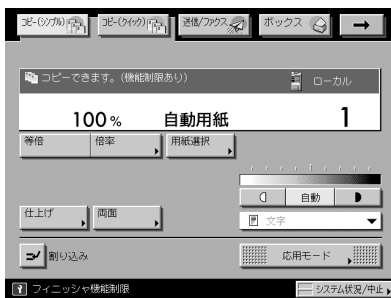 コピー(シンプル) コピー(クイック) 送信/ファクス ボックス
コピーできます。(機能制限あり) ローカル
100% 自動用紙 1
等倍 倍率 用紙選択
自動
仕上げ 両面 文字
割り込み 応用モード
フィニッシャ機能制限 システム状況/中止